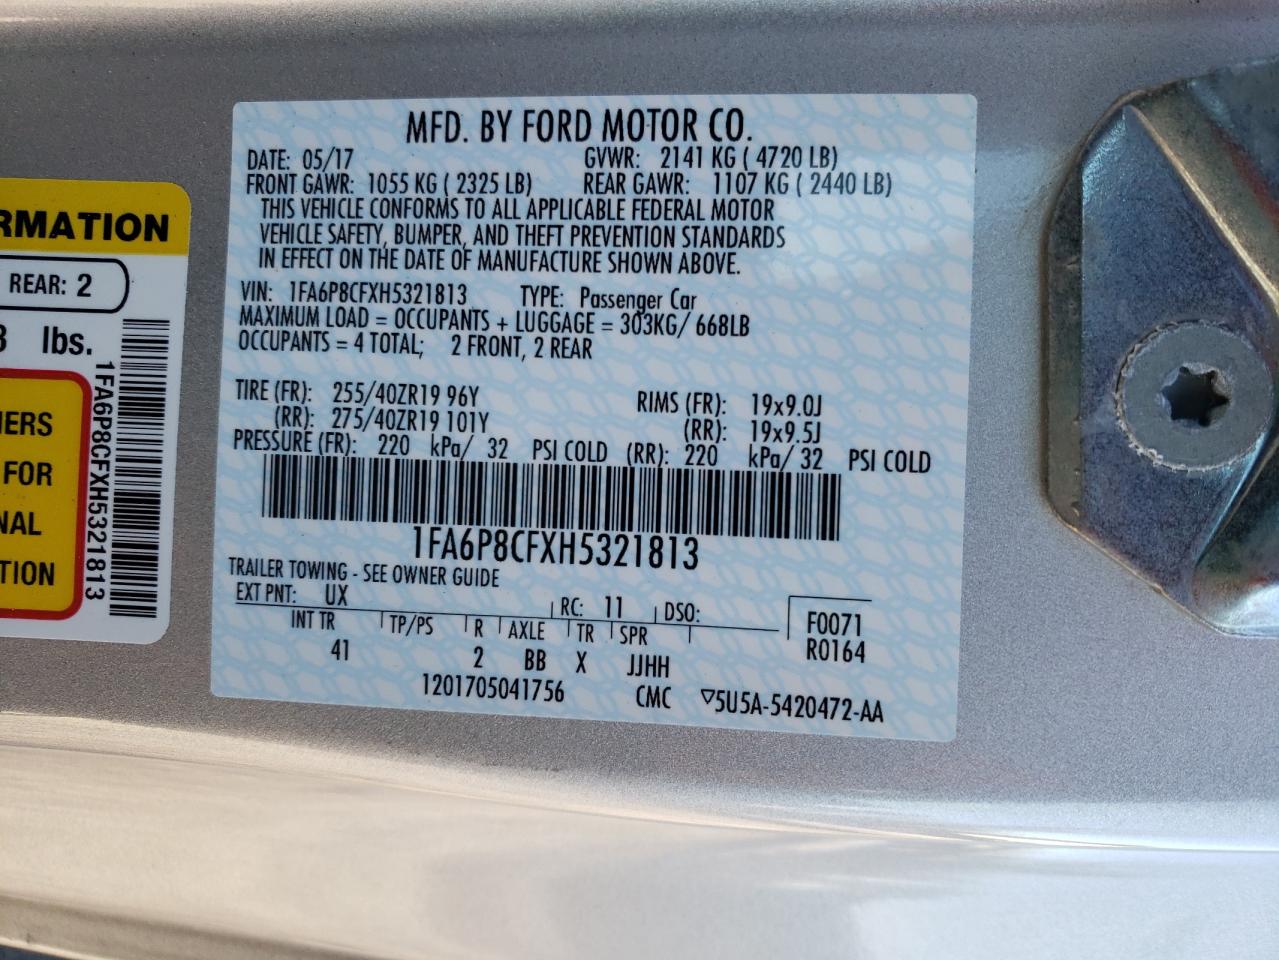 MFD. BY FORD MOTOR CO.
DATE: 05/17 GVWR: 2141 KG ( 4720 LB)
FRONT GAWR: 1055 KG ( 2325 LB) REAR GAWR: 1107 KG ( 2440 LB)
THIS VEHICLE CONFORMS TO ALL APPLICABLE FEDERAL MOTOR
VEHICLE SAFETY, BUMPER, AND THEFT PREVENTION STANDARDS
IN EFFECT ON THE DATE OF MANUFACTURE SHOWN ABOVE.
VIN: 1FA6P8CFXH5321813 TYPE: Passenger Car
MAXIMUM LOAD = OCCUPANTS + LUGGAGE = 303KG/ 668LB
OCCUPANTS = 4 TOTAL; 2 FRONT, 2 REAR
TIRE (FR): 255/40ZR19 96Y RIMS (FR): 19x9.0J
(RR): 275/40ZR19 101Y (RR): 19x9.5J
PRESSURE (FR): 220 kPa/ 32 PSI COLD (RR): 220 kPa/ 32 PSI COLD
1FA6P8CFXH5321813
TRAILER TOWING - SEE OWNER GUIDE
EXT PNT: UX RC: 11 DSO: F0071
INT TR TP/PS R AXLE TR SPR R0164
41 2 BB X JJHH
1201705041756 CMC ▽5U5A-5420472-AA
RMATION
REAR: 2
8 lbs.
IERS
FOR
NAL
TION
1FA6P8CFXH5321813